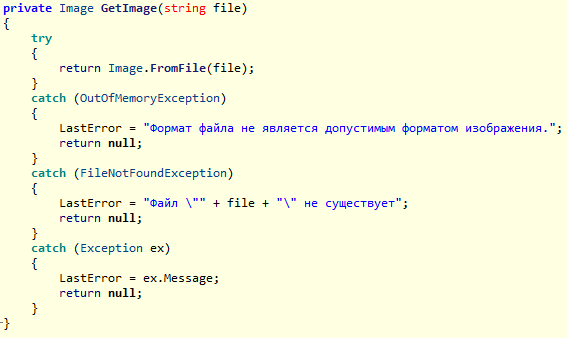 private Image GetImage(string file)
{
    try
    {
        return Image.FromFile(file);
    }
    catch (OutOfMemoryException)
    {
        LastError = "Формат файла не является допустимым форматом изображения.";
        return null;
    }
    catch (FileNotFoundException)
    {
        LastError = "Файл \"" + file + "\" не существует";
        return null;
    }
    catch (Exception ex)
    {
        LastError = ex.Message;
        return null;
    }
}